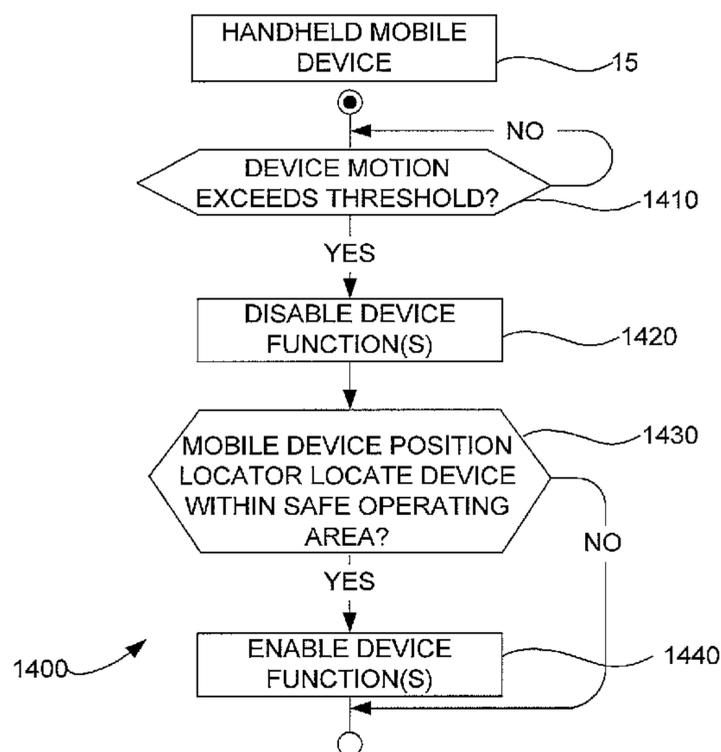 HANDHELD MOBILE
DEVICE
15
NO
DEVICE MOTION
EXCEEDS THRESHOLD?
1410
YES
DISABLE DEVICE
FUNCTION(S)
1420
MOBILE DEVICE POSITION
LOCATOR LOCATE DEVICE
WITHIN SAFE OPERATING
AREA?
1430
NO
YES
ENABLE DEVICE
FUNCTION(S)
1440
1400